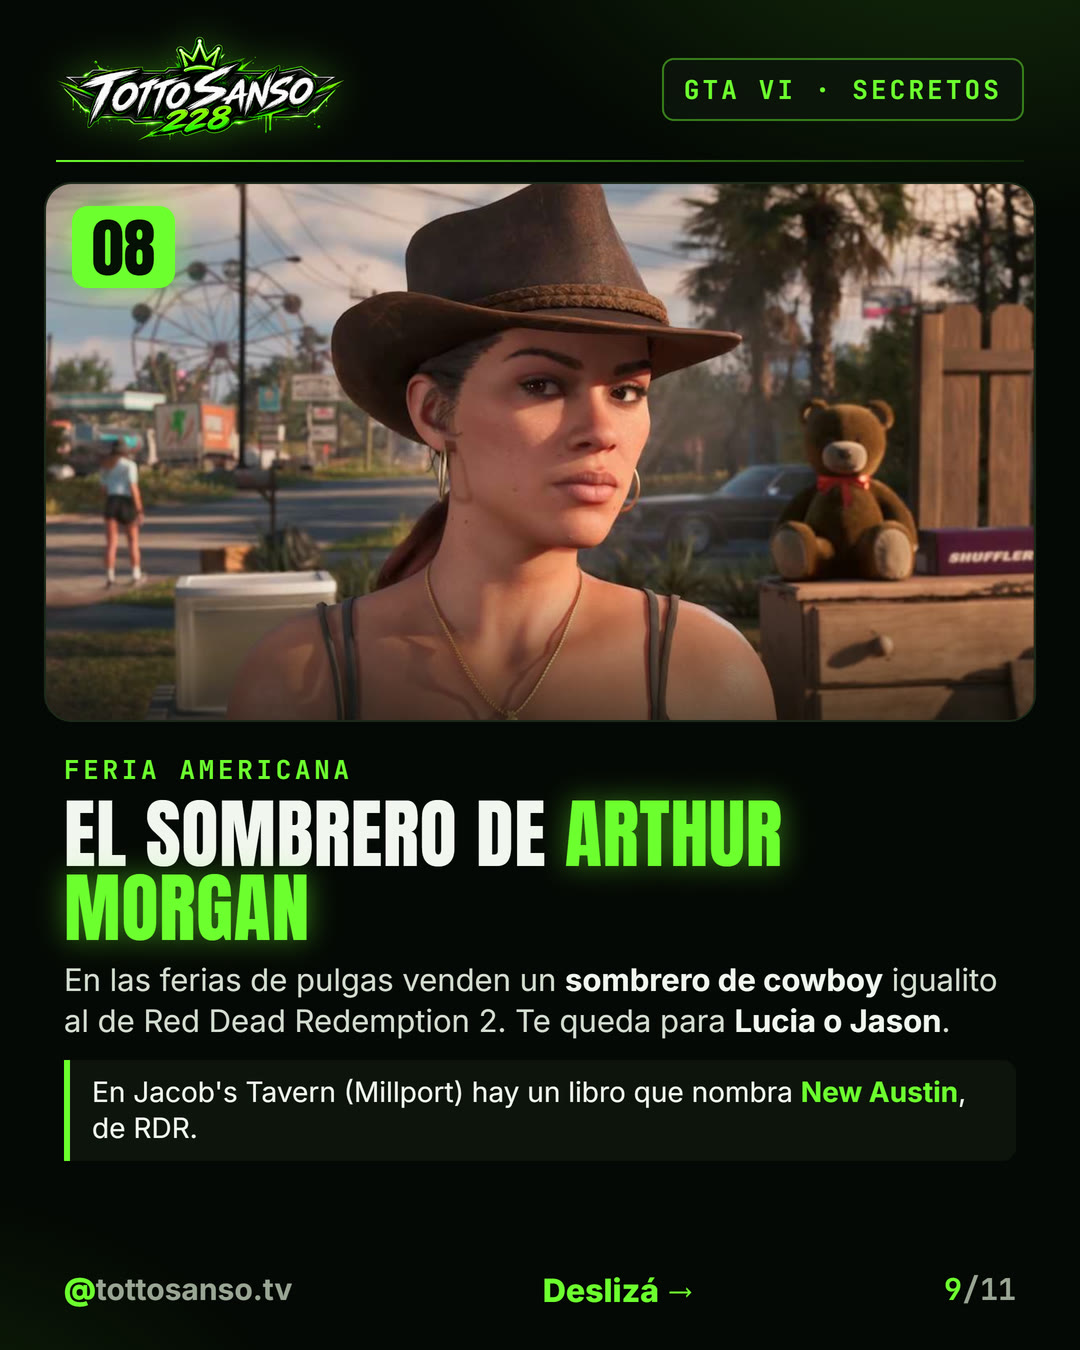 TOTTOSANSO
228
GTA VI · SECRETOS
08
SHUFFLER
FERIA AMERICANA
EL SOMBRERO DE ARTHUR
MORGAN
En las ferias de pulgas venden un sombrero de cowboy igualito
al de Red Dead Redemption 2. Te queda para Lucia o Jason.
En Jacob's Tavern (Millport) hay un libro que nombra New Austin,
de RDR.
@tottosanso.tv
Deslizá →
9/11